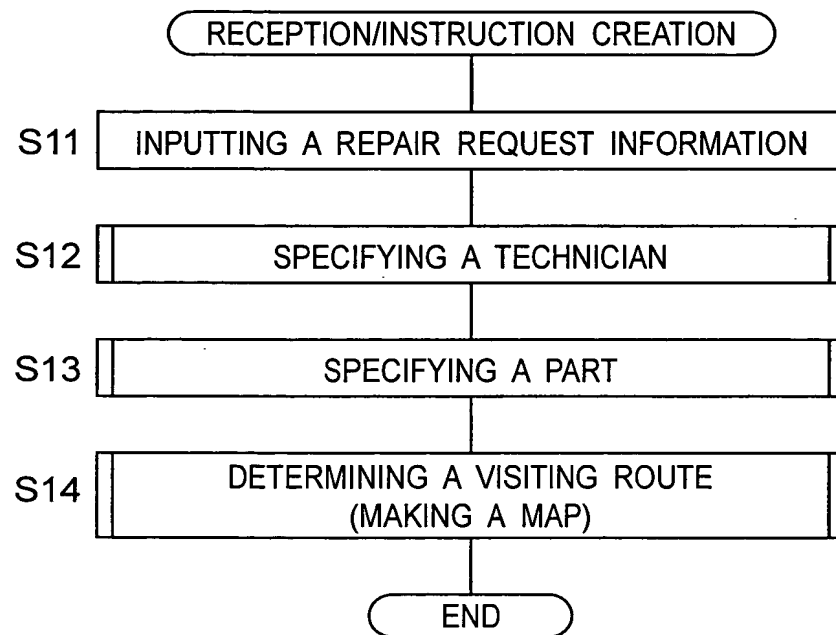 RECEPTION/INSTRUCTION CREATION
S11 INPUTTING A REPAIR REQUEST INFORMATION
S12 SPECIFYING A TECHNICIAN
S13 SPECIFYING A PART
S14 DETERMINING A VISITING ROUTE
(MAKING A MAP)
END